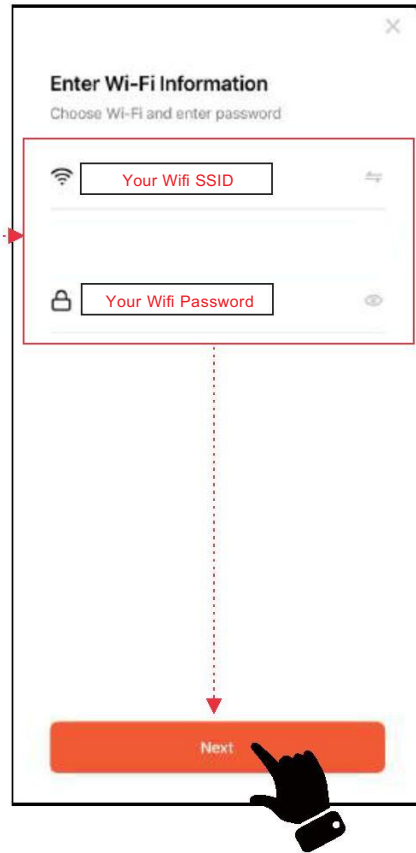 Enter Wi-Fi Information
Choose Wi-Fi and enter password
Your Wifi SSID
Your Wifi Password
Next